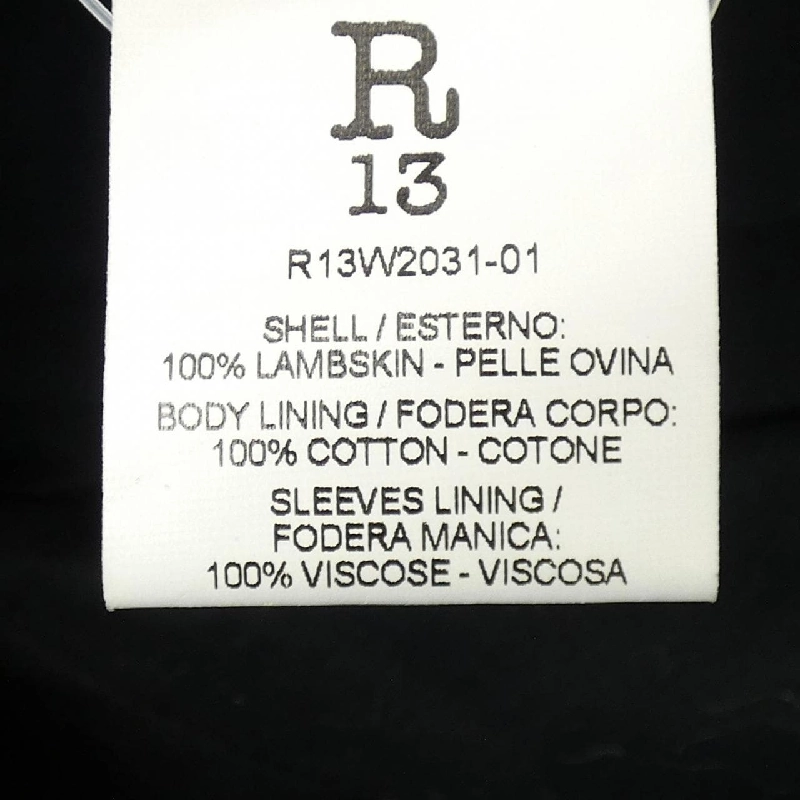 R
13
R13W2031-01
SHELL / ESTERNO:
100% LAMBSKIN - PELLE OVINA
BODY LINING / FODERA CORPO:
100% COTTON - COTONE
SLEEVES LINING /
FODERA MANICA:
100% VISCOSE - VISCOSA